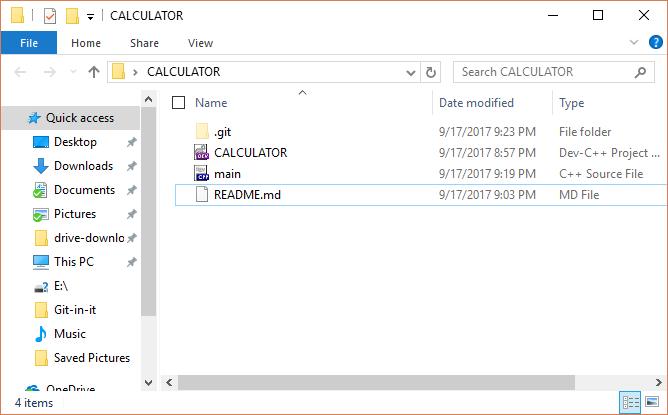 CALCULATOR
File Home Share View
CALCULATOR Search CALCULATOR
Name Date modified Type
Quick access
Desktop
Downloads
Documents
Pictures
drive-downlo
This PC
E:\
Git-in-it
Music
Saved Pictures
OneDrive
.git 9/17/2017 9:23 PM File folder
CALCULATOR 9/17/2017 8:57 PM Dev-C++ Project ...
main 9/17/2017 9:19 PM C++ Source File
README.md 9/17/2017 9:03 PM MD File
4 items